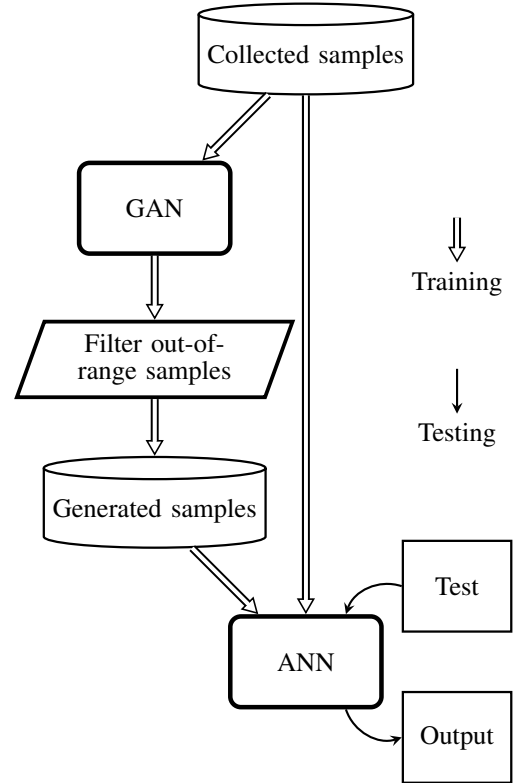 Collected samples
GAN
Training
Filter out-of-
range samples
Testing
Generated samples
Test
ANN
Output